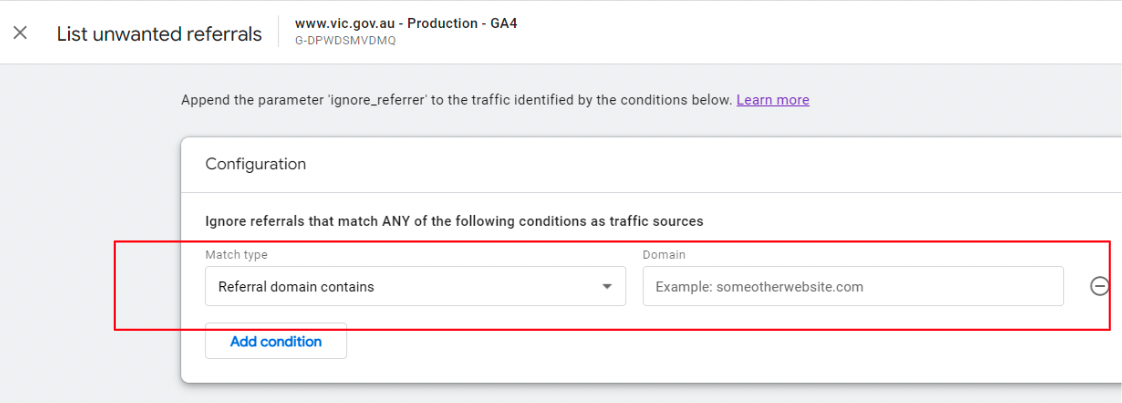 List unwanted referrals
www.vic.gov.au - Production - GA4
G-DPWDSMVDMQ
Append the parameter 'ignore_referrer' to the traffic identified by the conditions below. Learn more
Configuration
Ignore referrals that match ANY of the following conditions as traffic sources
Match type
Domain
Referral domain contains
Example: someotherwebsite.com
Add condition